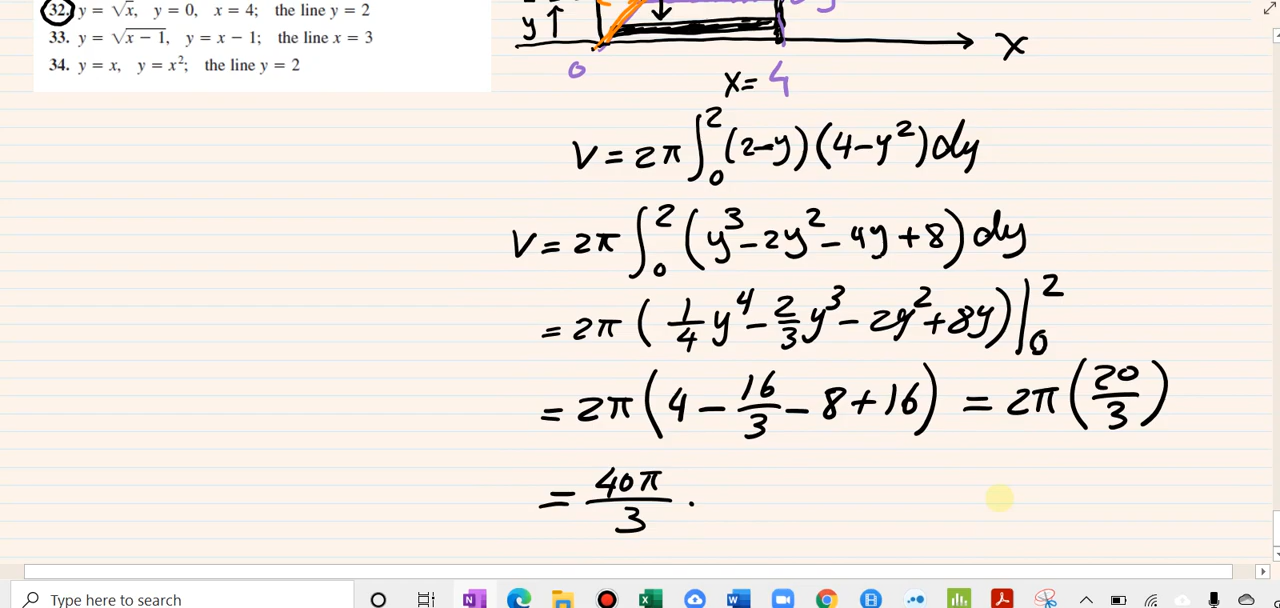 32. y = √x, y = 0, x = 4; the line y = 2
33. y = √(x − 1), y = x − 1; the line x = 3
34. y = x, y = x²; the line y = 2
y
0
x
x = 4
V = 2π ∫₀² (2−y)(4−y²)dy
V = 2π ∫₀² (y³ − 2y² − 4y + 8) dy
= 2π ( 1/4 y⁴ − 2/3 y³ − 2y² + 8y) |₀²
= 2π (4 − 16/3 − 8 + 16) = 2π (20/3)
= 40π/3 .
Type here to search